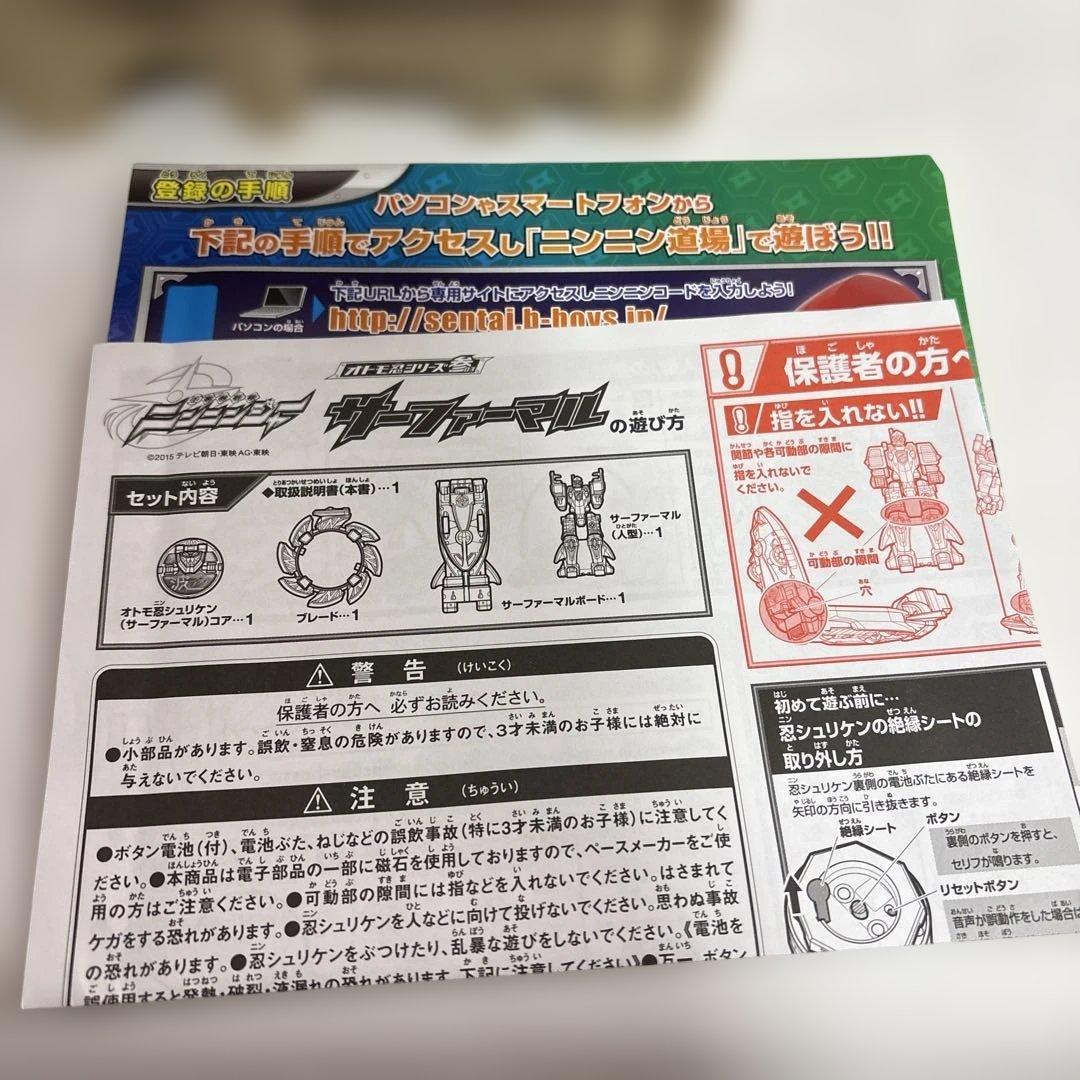 登録の手順
パソコンやスマートフォンから
下記の手順でアクセスし「ニンニン道場」で遊ぼう!!
下記URLから専用サイトにアクセスしニンニンコードを入力しよう!
パソコンの場合
http://sentai.b-boys.jp/
オトモ忍シリーズ参
手裏剣戦隊
ニンニンジャー
サーファーマルの遊び方
©2015 テレビ朝日・東映AG・東映
セット内容
◆取扱説明書(本書)…1
オトモ忍シュリケン
(サーファーマル)コア…1
ブレード…1
サーファーマルボード…1
サーファーマル
(人型)…1
保護者の方へ
指を入れない!!
関節や各可動部の隙間に
指を入れないで
ください。
可動部の隙間
穴
警告(けいこく)
保護者の方へ 必ずお読みください。
●小部品があります。誤飲・窒息の危険がありますので、3才未満のお子様には絶対に
与えないでください。
注意(ちゅうい)
●ボタン電池(付)、電池ぶた、ねじなどの誤飲事故(特に3才未満のお子様)に注意してく
ださい。●本商品は電子部品の一部に磁石を使用しておりますので、ペースメーカーをご使
用の方はご注意ください。●可動部の隙間には指などを入れないでください。はさまれて
ケガをする恐れがあります。●忍シュリケンを人などに向けて投げないでください。思わぬ事故
の恐れがあります。●忍シュリケンをぶつけたり、乱暴な遊びをしないでください。《電池を
誤使用すると発熱・破裂・液漏れの恐れがあります。下記に注意してください》●万一、ボタン
初めて遊ぶ前に…
忍シュリケンの絶縁シートの
取り外し方
忍シュリケン裏側の電池ぶたにある絶縁シートを
矢印の方向に引き抜きます。
絶縁シート
ボタン
裏側のボタンを押すと、
セリフが鳴ります。
リセットボタン
音声が誤動作をした場合は